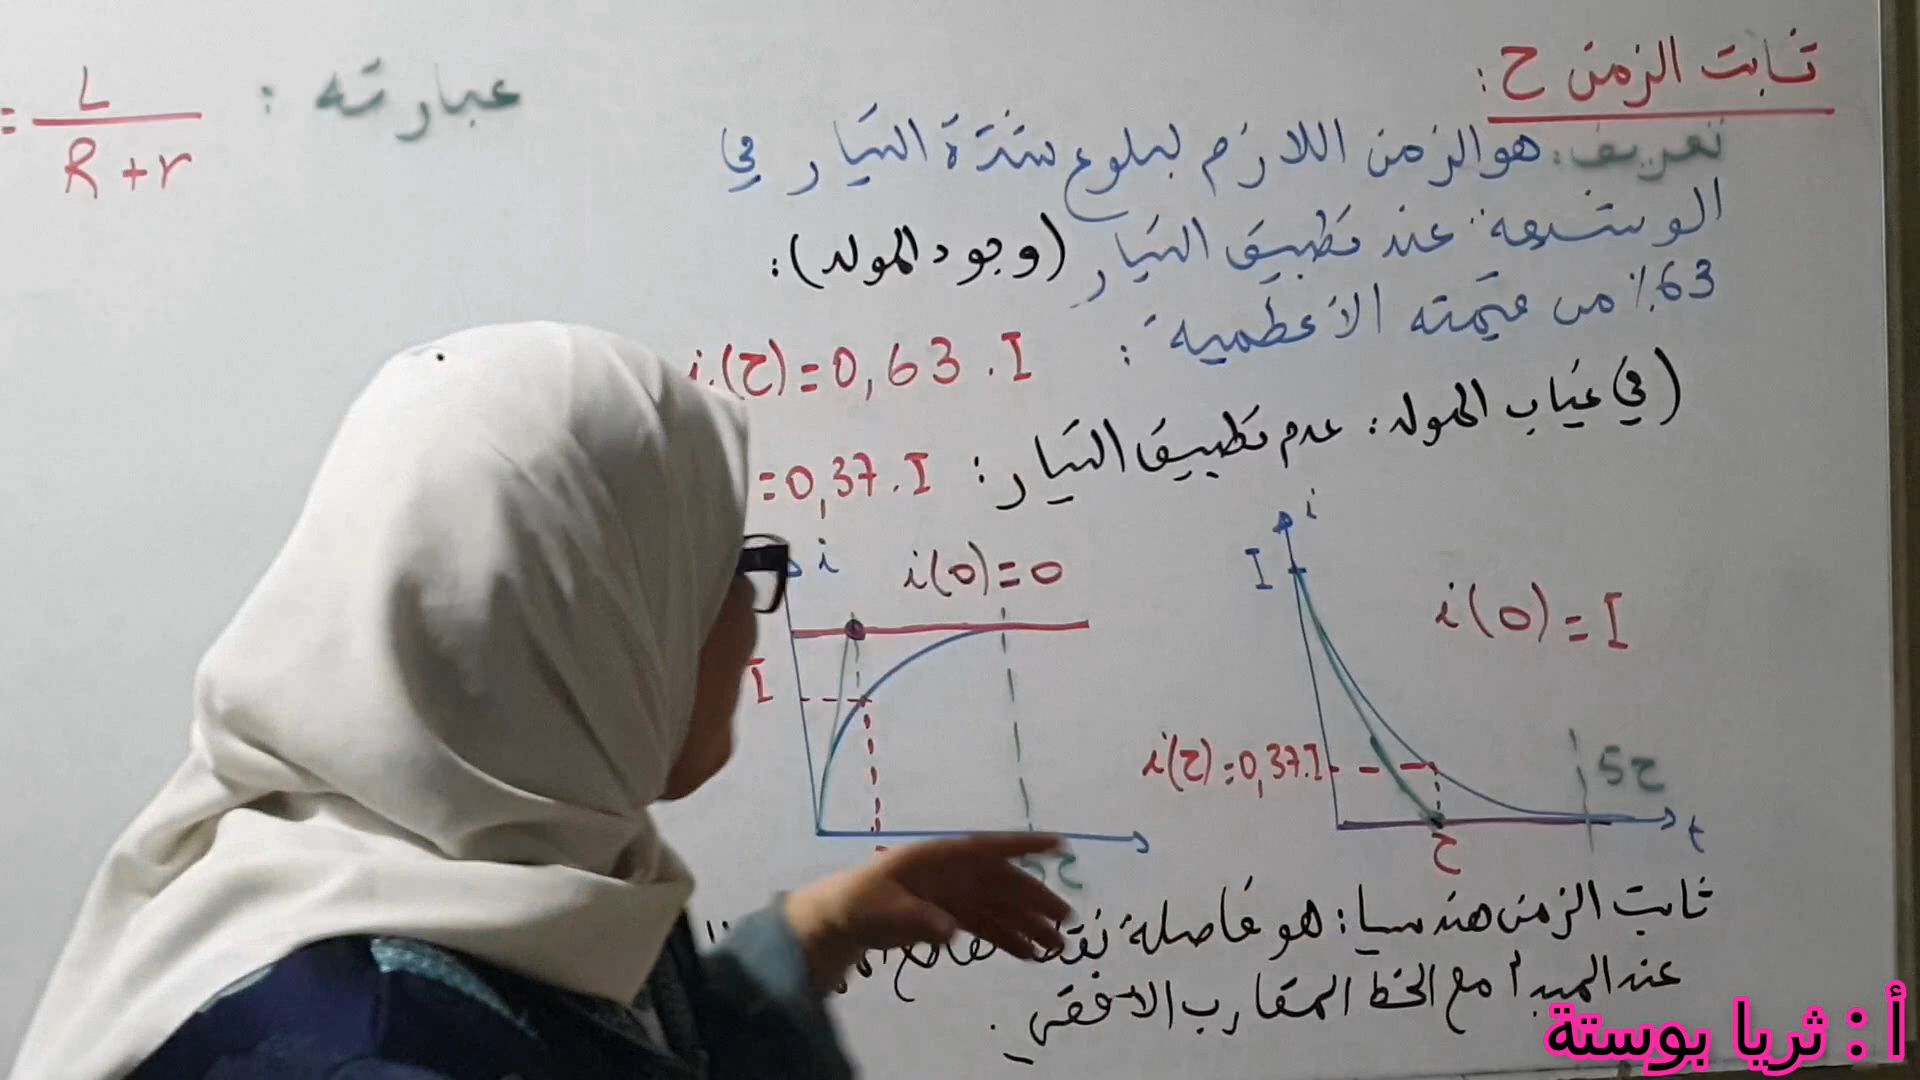 ثابت الزمن τ :
تعريف: هو الزمن اللازم لبلوغ شدّة التيار في
الوشيعة عند تطبيق التيار (وجود المولد):
63٪ من قيمته الأعظمية: i(τ)=0,63.I
(في غياب المولد: عدم تطبيق التيار: =0,37.I
عبارته : = L / R+r
i
i(0)=0
I
5τ
i
I
i(0)=I
i(τ)=0,37.I
5τ
τ
t
ثابت الزمن هندسيا: هو فاصلة نقطة تقاطع
عند المبدأ مع الخط المقارب الأفقي.
أ : ثريا بوستة